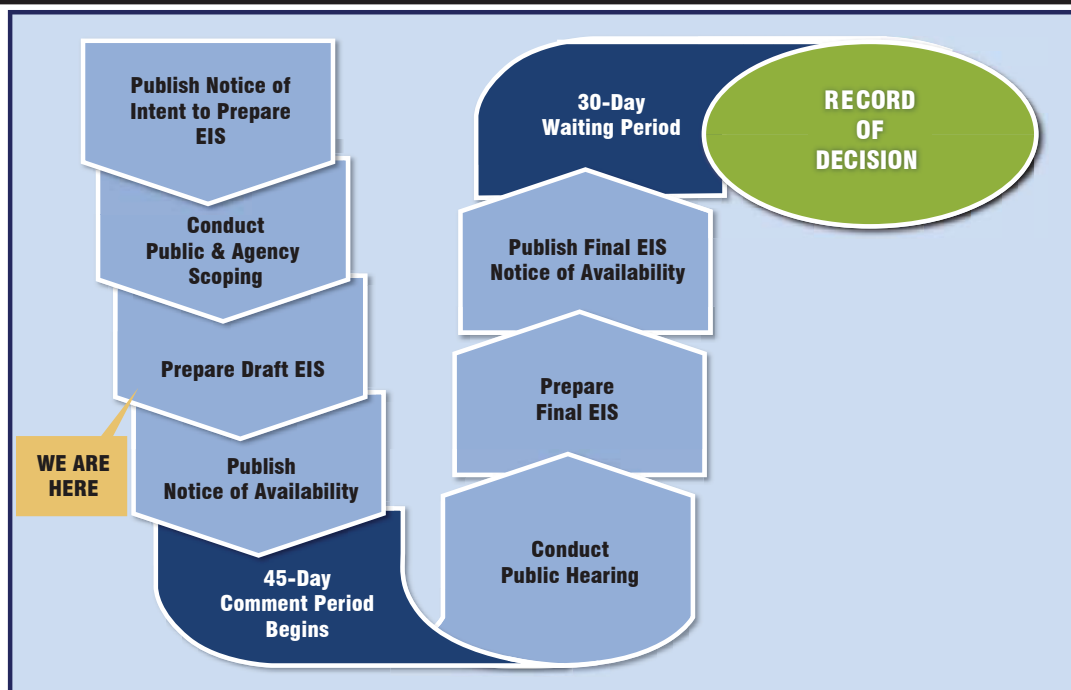 Publish Notice of
Intent to Prepare
EIS
Conduct
Public & Agency
Scoping
Prepare Draft EIS
WE ARE
HERE
Publish
Notice of Availability
45-Day
Comment Period
Begins
Conduct
Public Hearing
Prepare
Final EIS
Publish Final EIS
Notice of Availability
30-Day
Waiting Period
RECORD
OF
DECISION